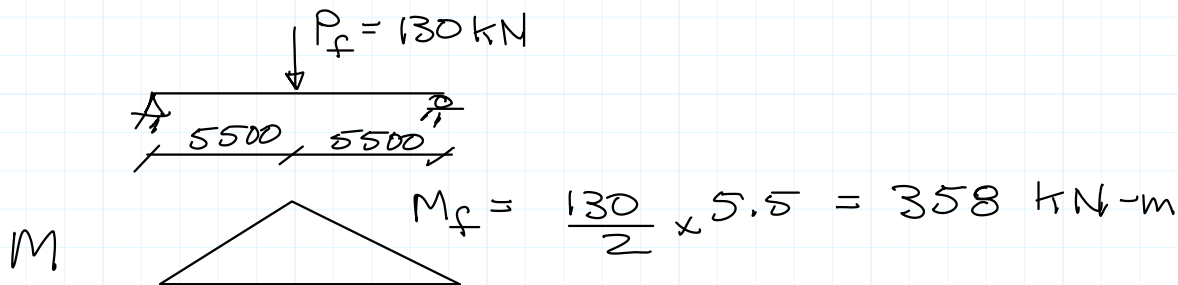 P_f = 130 kN
5500 5500
M_f = 130/2 × 5.5 = 358 kN-m
M